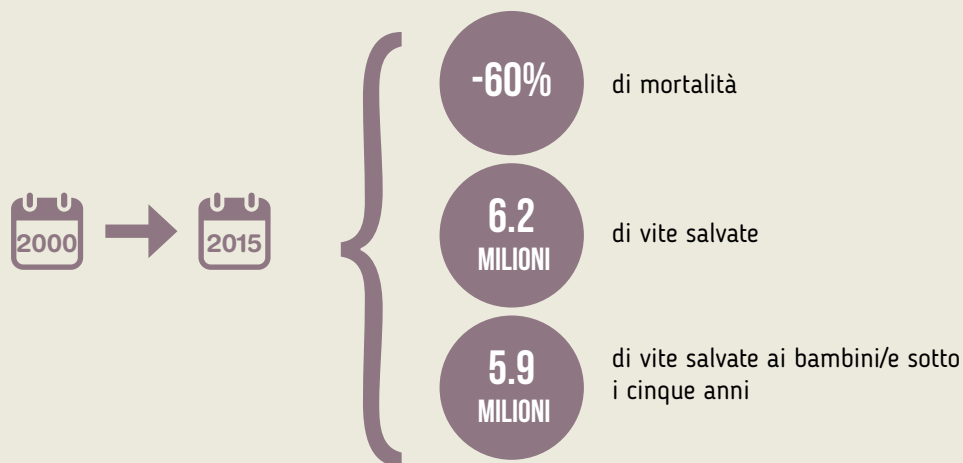 2000
2015
-60%
di mortalità
6.2
MILIONI
di vite salvate
5.9
MILIONI
di vite salvate ai bambini/e sotto
i cinque anni